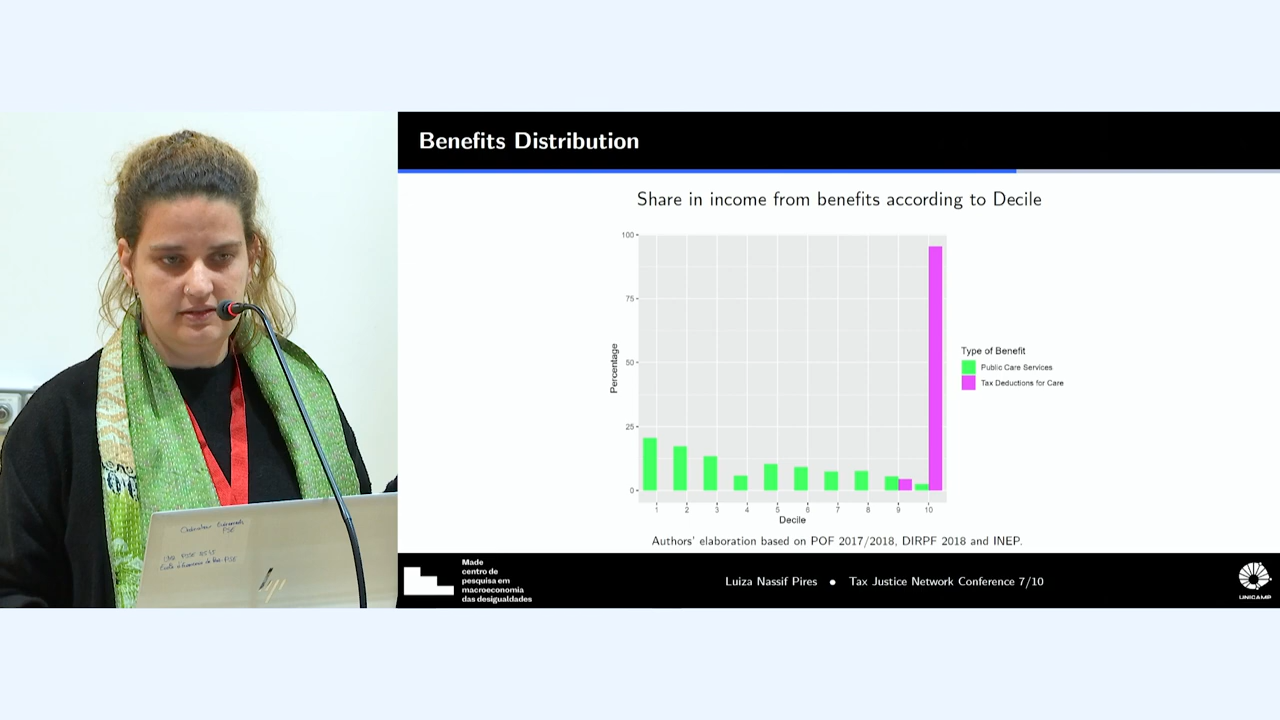 Benefits Distribution
Share in income from benefits according to Decile
100
75
50
25
0
Percentage
1 2 3 4 5 6 7 8 9 10
Decile
Type of Benefit
Public Care Services
Tax Deductions for Care
Authors' elaboration based on POF 2017/2018, DIRPF 2018 and INEP.
Made
centro de
pesquisa em
macroeconomia
das desigualdades
Luiza Nassif Pires • Tax Justice Network Conference 7/10
UNICAMP
PSE